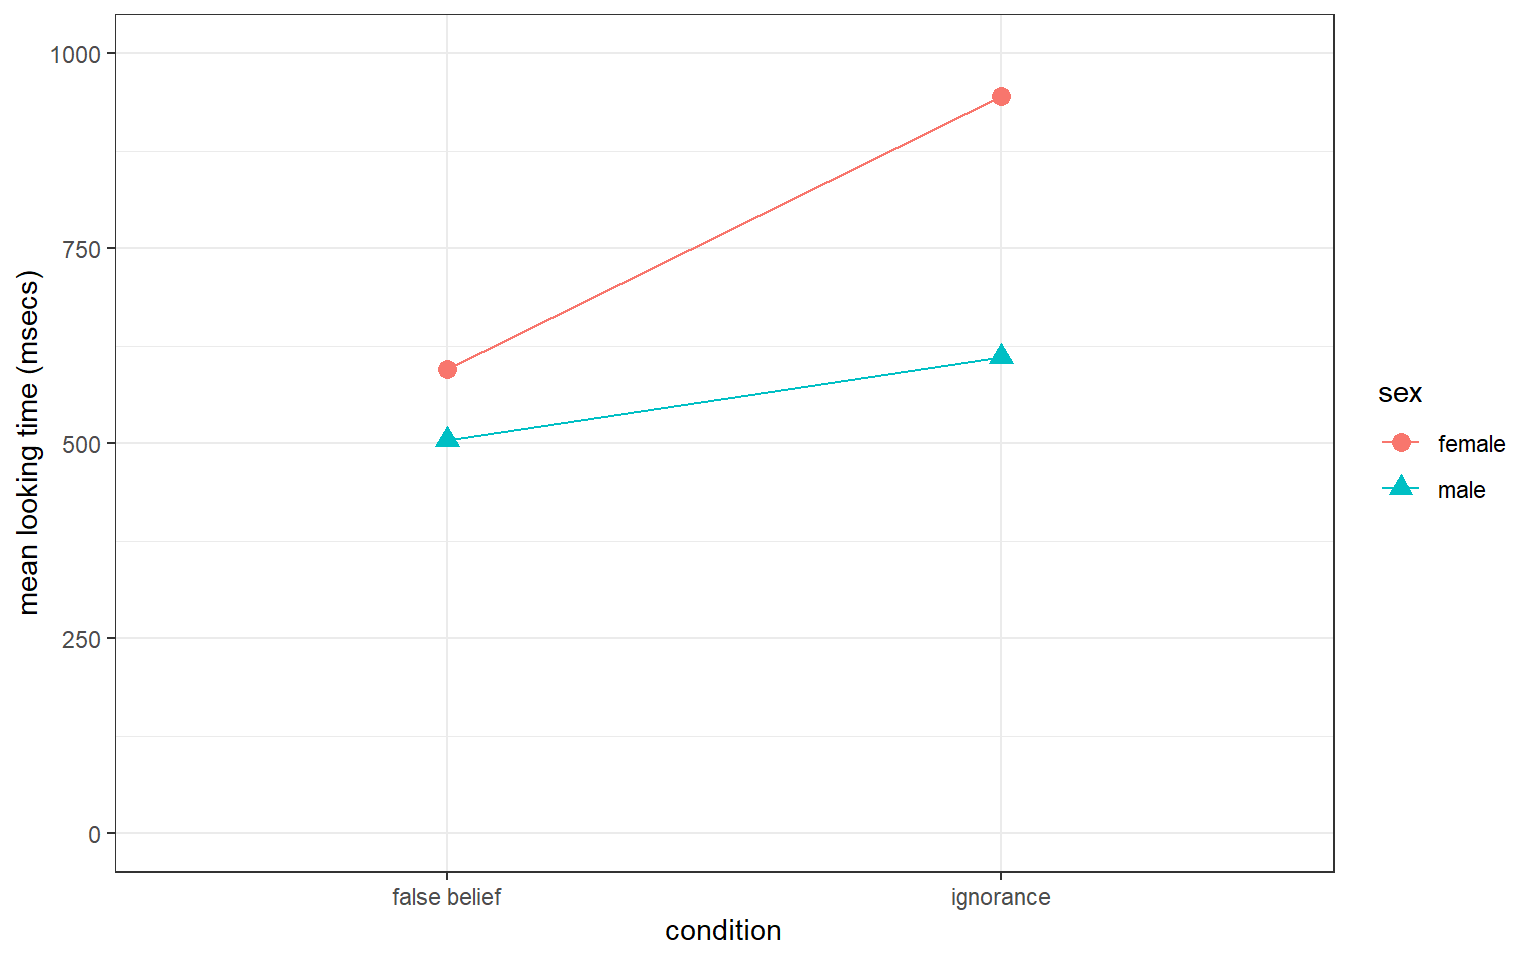 1000
750
500
250
0
mean looking time (msecs)
false belief
ignorance
condition
sex
female
male